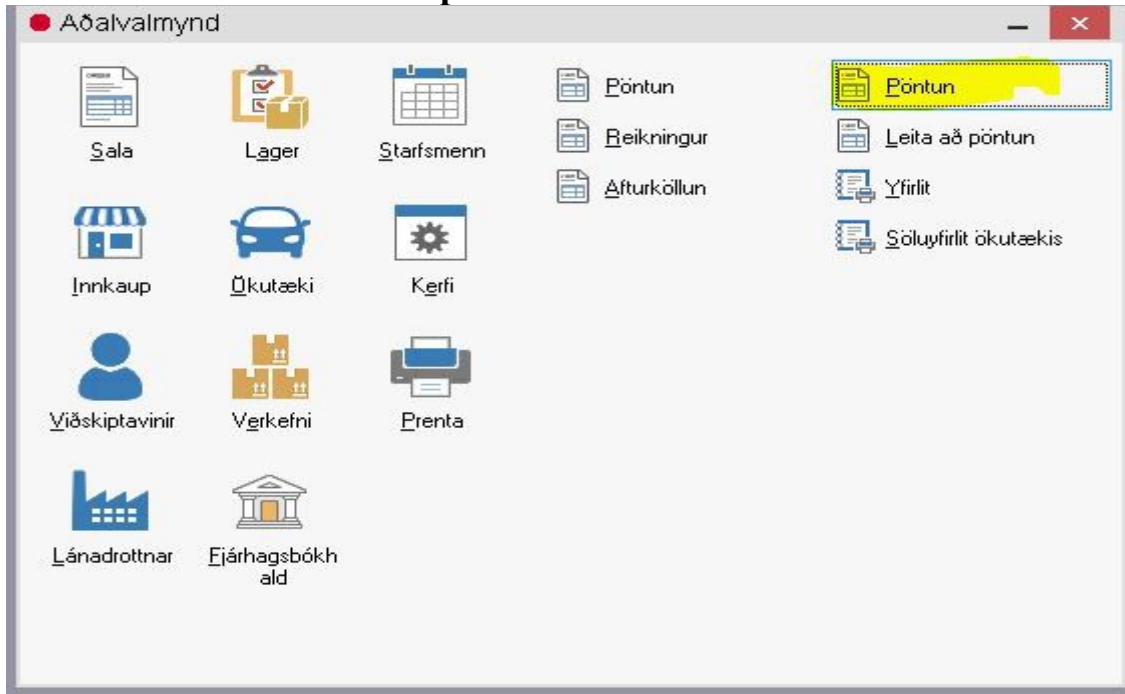 Aðalvalmynd
Sala
Lager
Starfsmenn
Innkaup
Ökutæki
Kerfi
Viðskiptavinir
Verkefni
Prenta
Lánadrottnar
Fjárhagsbókh
ald
Pöntun
Reikningur
Afturköllun
Pöntun
Leita að pöntun
Yfirlit
Söluyfirlit ökutækis